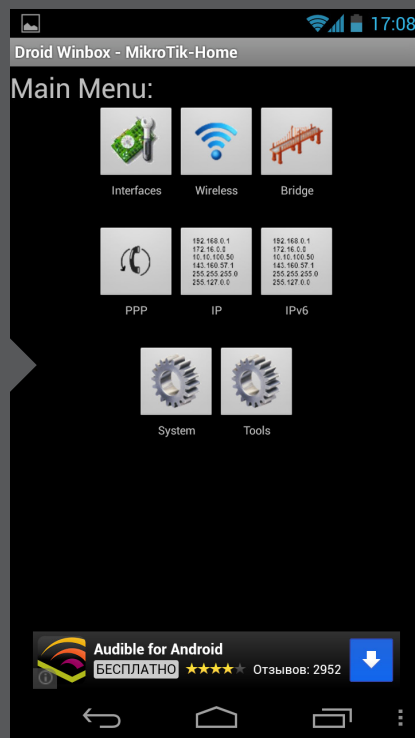 17:08
Droid Winbox - MikroTik-Home
Main Menu:
Interfaces Wireless Bridge
192.168.0.1 192.168.0.1
172.16.0.0 172.16.0.0
10.10.100.50 10.10.100.50
143.160.57.1 143.160.57.1
255.255.255.0 255.255.255.0
255.127.0.0 255.127.0.0
PPP IP IPv6
System Tools
Audible for Android
БЕСПЛАТНО Отзывов: 2952